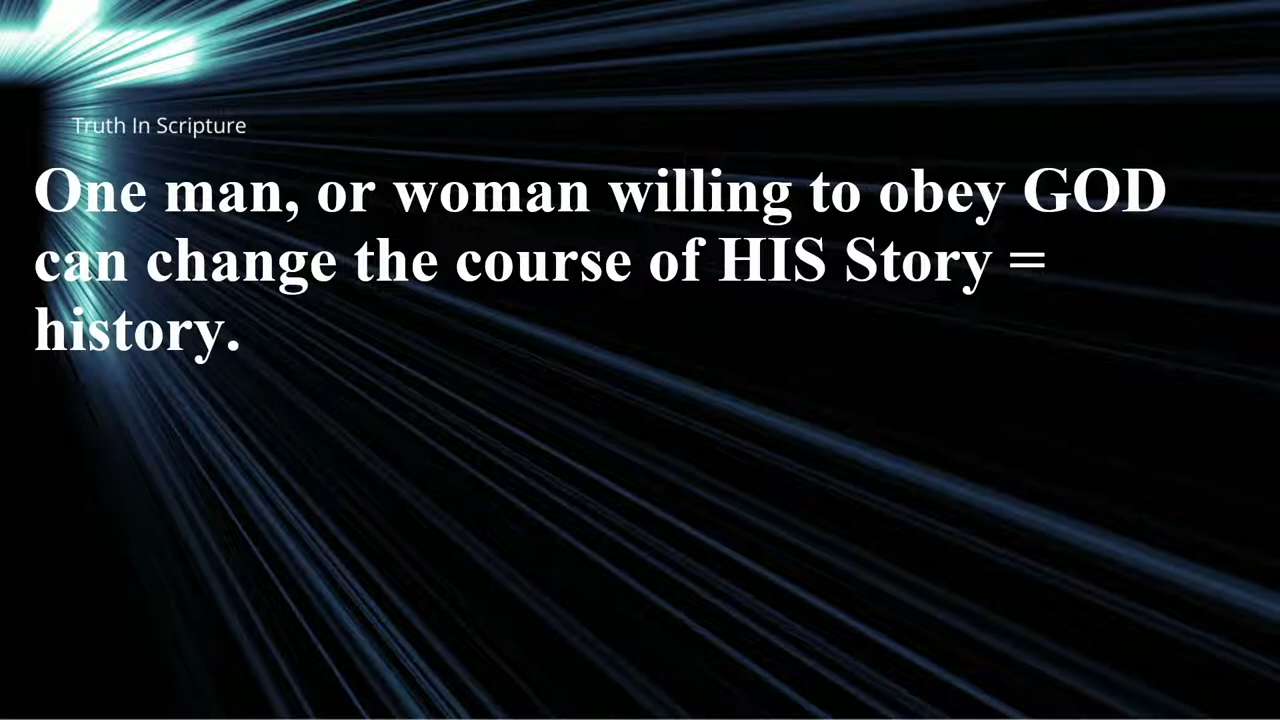 Truth In Scripture
One man, or woman willing to obey GOD
can change the course of HIS Story =
history.